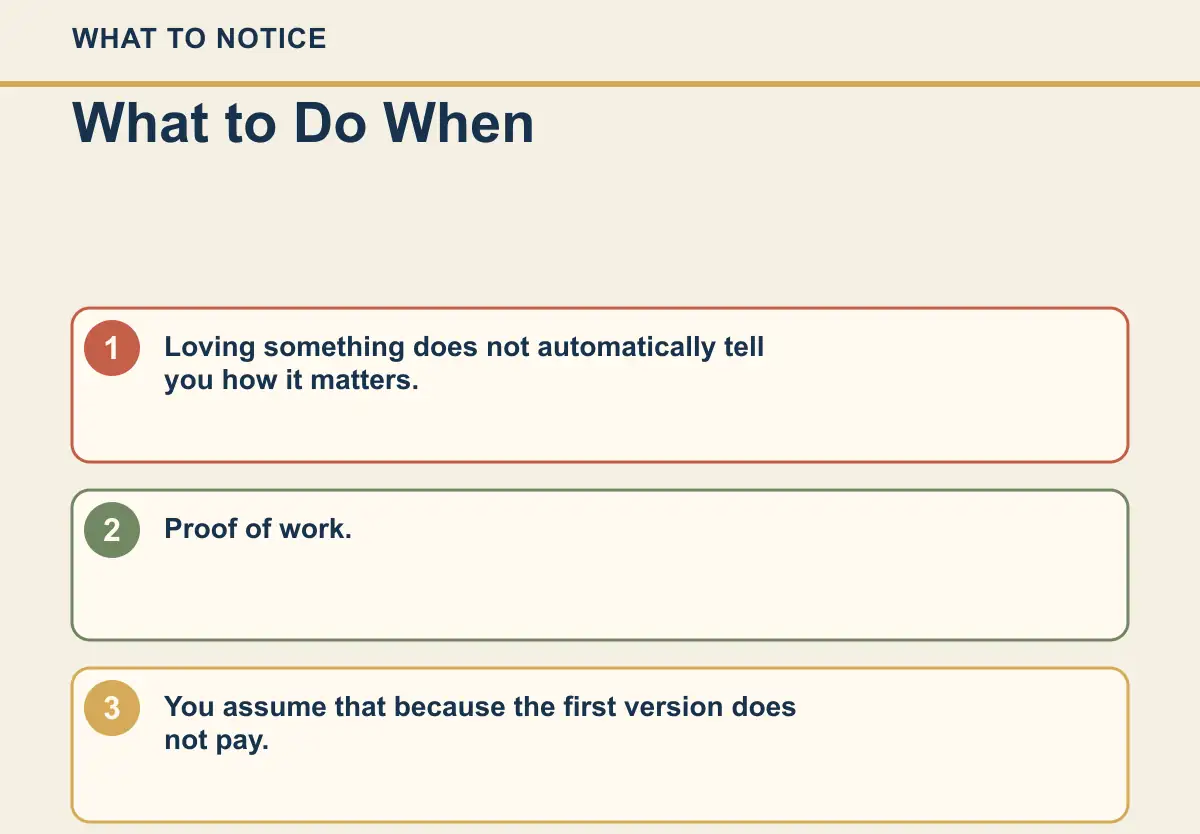 WHAT TO NOTICE
What to Do When
1
Loving something does not automatically tell
you how it matters.
2
Proof of work.
3
You assume that because the first version does
not pay.